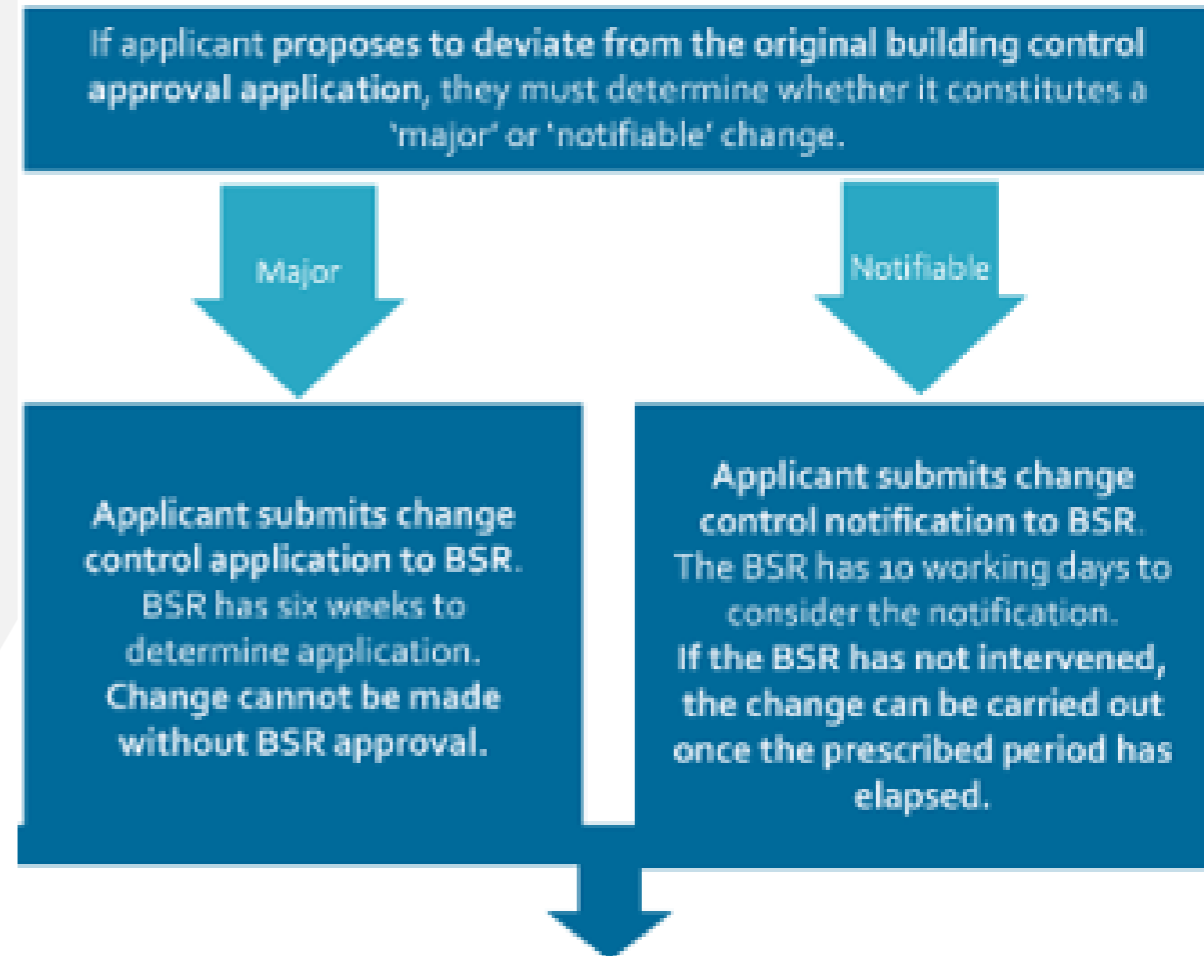 If applicant proposes to deviate from the original building control
approval application, they must determine whether it constitutes a
'major' or 'notifiable' change.
Major
Notifiable
Applicant submits change
control application to BSR.
BSR has six weeks to
determine application.
Change cannot be made
without BSR approval.
Applicant submits change
control notification to BSR.
The BSR has 10 working days to
consider the notification.
If the BSR has not intervened,
the change can be carried out
once the prescribed period has
elapsed.